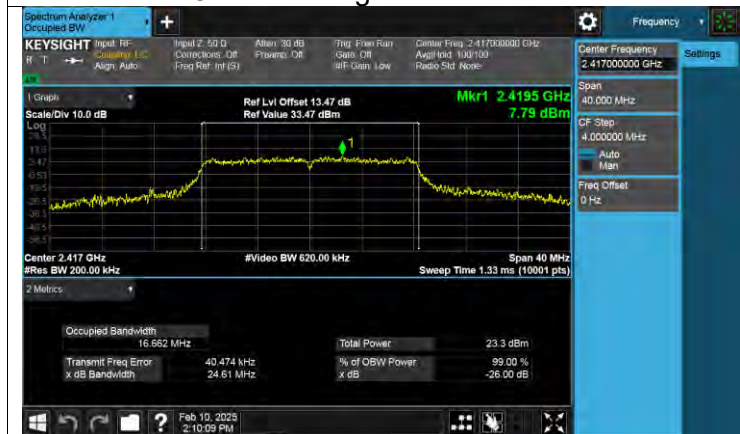 Spectrum Analyzer 1
Occupied BW
Frequency
KEYSIGHT
R T
Input: RF
Align: Auto
Input Z: 50 Ω
Corrections: Off
Freq Ref: Int (S)
Atten: 30 dB
Preamp: Off
Trig: Free Run
Gate: Off
#IF Gain: Low
Center Freq: 2.417000000 GHz
Avg|Hold: 100/100
Radio Std: None
Center Frequency
2.417000000 GHz
Settings
Span
40.000 MHz
CF Step
4.000000 MHz
Auto
Man
Freq Offset
0 Hz
1 Graph
Scale/Div 10.0 dB
Ref Lvl Offset 13.47 dB
Ref Value 33.47 dBm
Mkr1 2.4195 GHz
7.79 dBm
Log
1
Center 2.417 GHz
#Res BW 200.00 kHz
#Video BW 620.00 kHz
Span 40 MHz
Sweep Time 1.33 ms (10001 pts)
2 Metrics
Occupied Bandwidth
16.662 MHz
Total Power 23.3 dBm
Transmit Freq Error 40.474 kHz
% of OBW Power 99.00 %
x dB Bandwidth 24.61 MHz
x dB -26.00 dB
?
Feb 10, 2025
2:10:09 PM